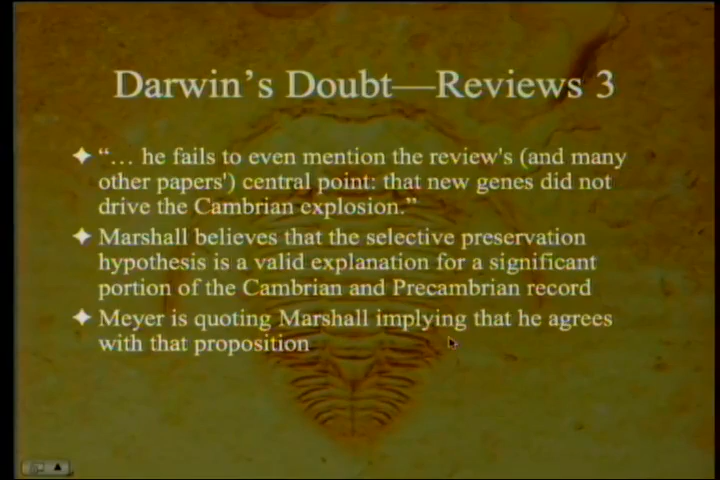 Darwin's Doubt—Reviews 3
"… he fails to even mention the review's (and many
other papers') central point: that new genes did not
drive the Cambrian explosion."
Marshall believes that the selective preservation
hypothesis is a valid explanation for a significant
portion of the Cambrian and Precambrian record
Meyer is quoting Marshall implying that he agrees
with that proposition